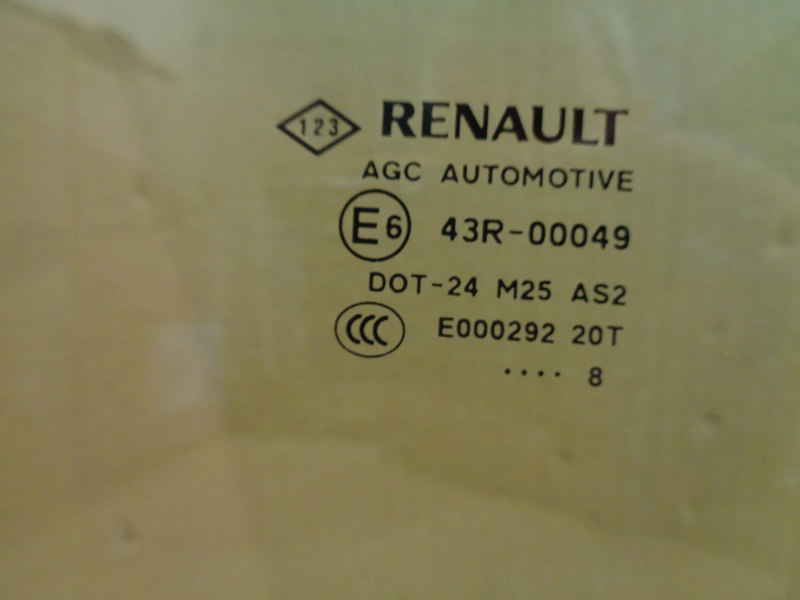 123 RENAULT
AGC AUTOMOTIVE
E6 43R-00049
DOT-24 M25 AS2
CCC E000292 20T
.... 8